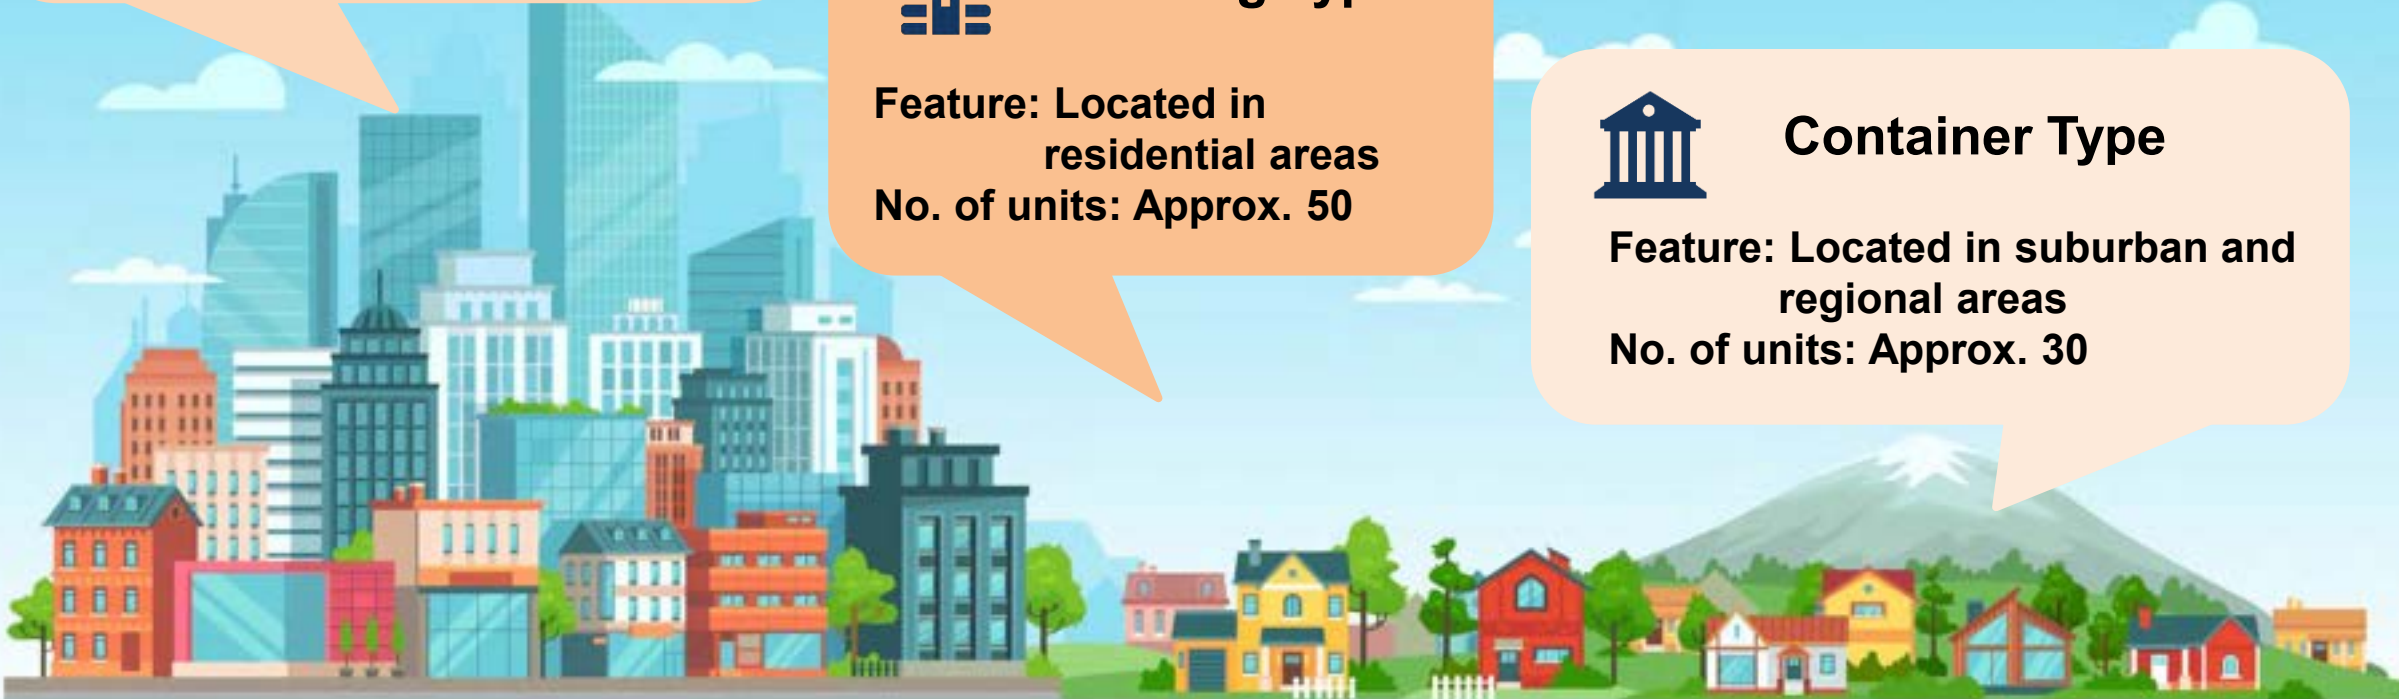 Feature: Located in
residential areas
No. of units: Approx. 50
Container Type
Feature: Located in suburban and
regional areas
No. of units: Approx. 30